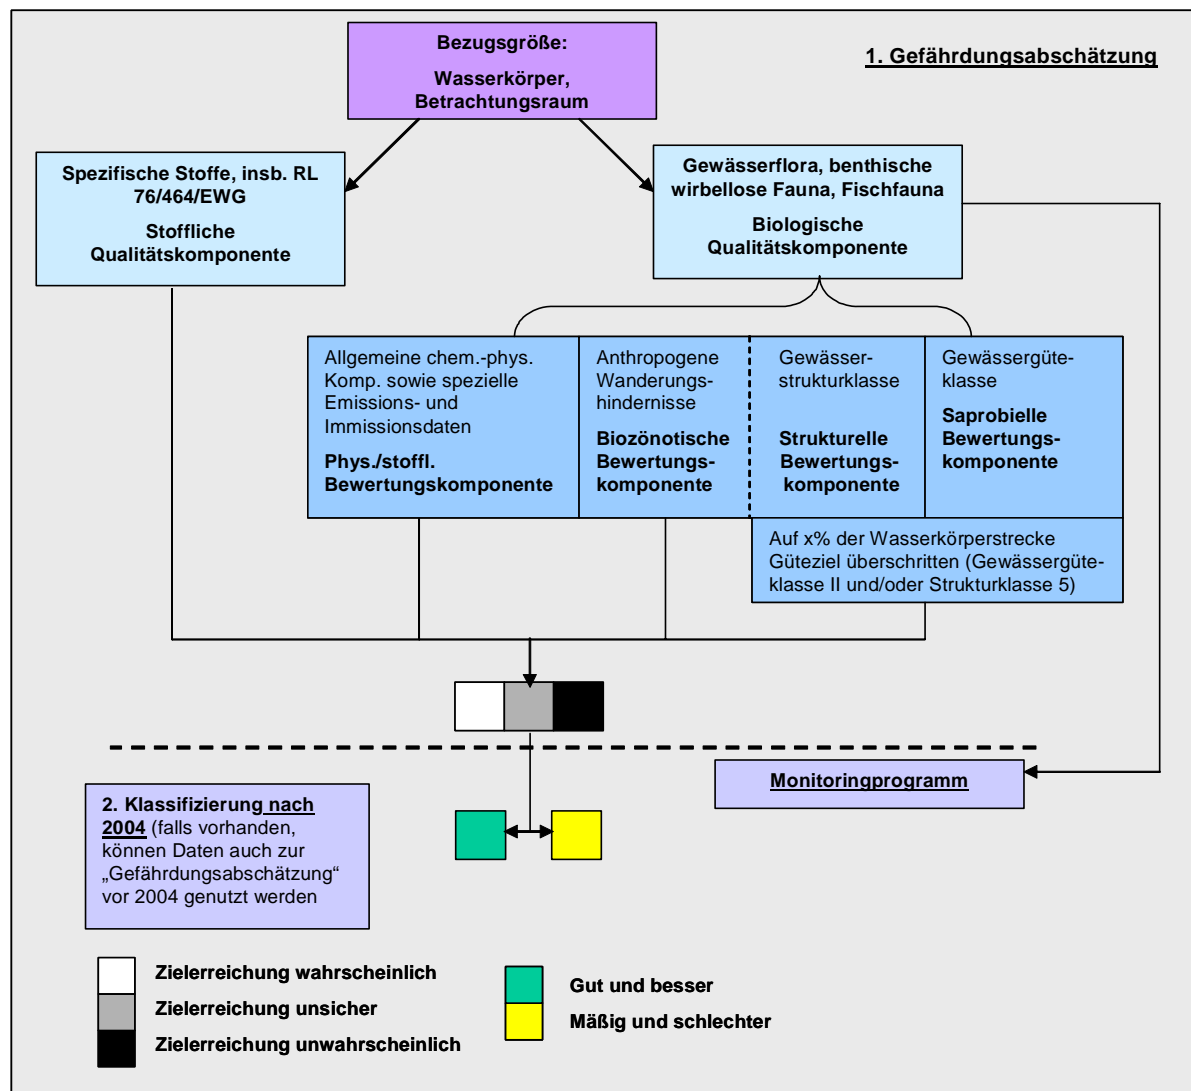 Bezugsgröße:
Wasserkörper,
Betrachtungsraum
1. Gefährdungsabschätzung
Spezifische Stoffe, insb. RL
76/464/EWG
Stoffliche
Qualitätskomponente
Gewässerflora, benthische
wirbellose Fauna, Fischfauna
Biologische
Qualitätskomponente
Allgemeine chem.-phys.
Komp. sowie spezielle
Emissions- und
Immissionsdaten
Phys./stoffl.
Bewertungskomponente
Anthropogene
Wanderungs-
hindernisse
Biozönotische
Bewertungs-
komponente
Gewässer-
strukturklasse
Strukturelle
Bewertungs-
komponente
Gewässergüte-
klasse
Saprobielle
Bewertungs-
komponente
Auf x% der Wasserkörperstrecke
Güteziel überschritten (Gewässergüte-
klasse II und/oder Strukturklasse 5)
Monitoringprogramm
2. Klassifizierung nach
2004 (falls vorhanden,
können Daten auch zur
„Gefährdungsabschätzung“
vor 2004 genutzt werden
Zielerreichung wahrscheinlich
Zielerreichung unsicher
Zielerreichung unwahrscheinlich
Gut und besser
Mäßig und schlechter